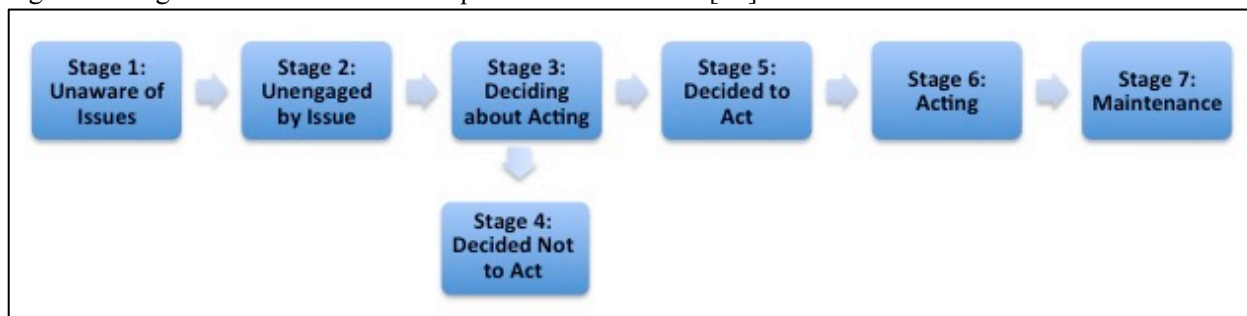 Stage 1:
Unaware of
Issues
Stage 2:
Unengaged
by Issue
Stage 3:
Deciding
about Acting
Stage 5:
Decided to
Act
Stage 6:
Acting
Stage 7:
Maintenance
Stage 4:
Decided Not
to Act